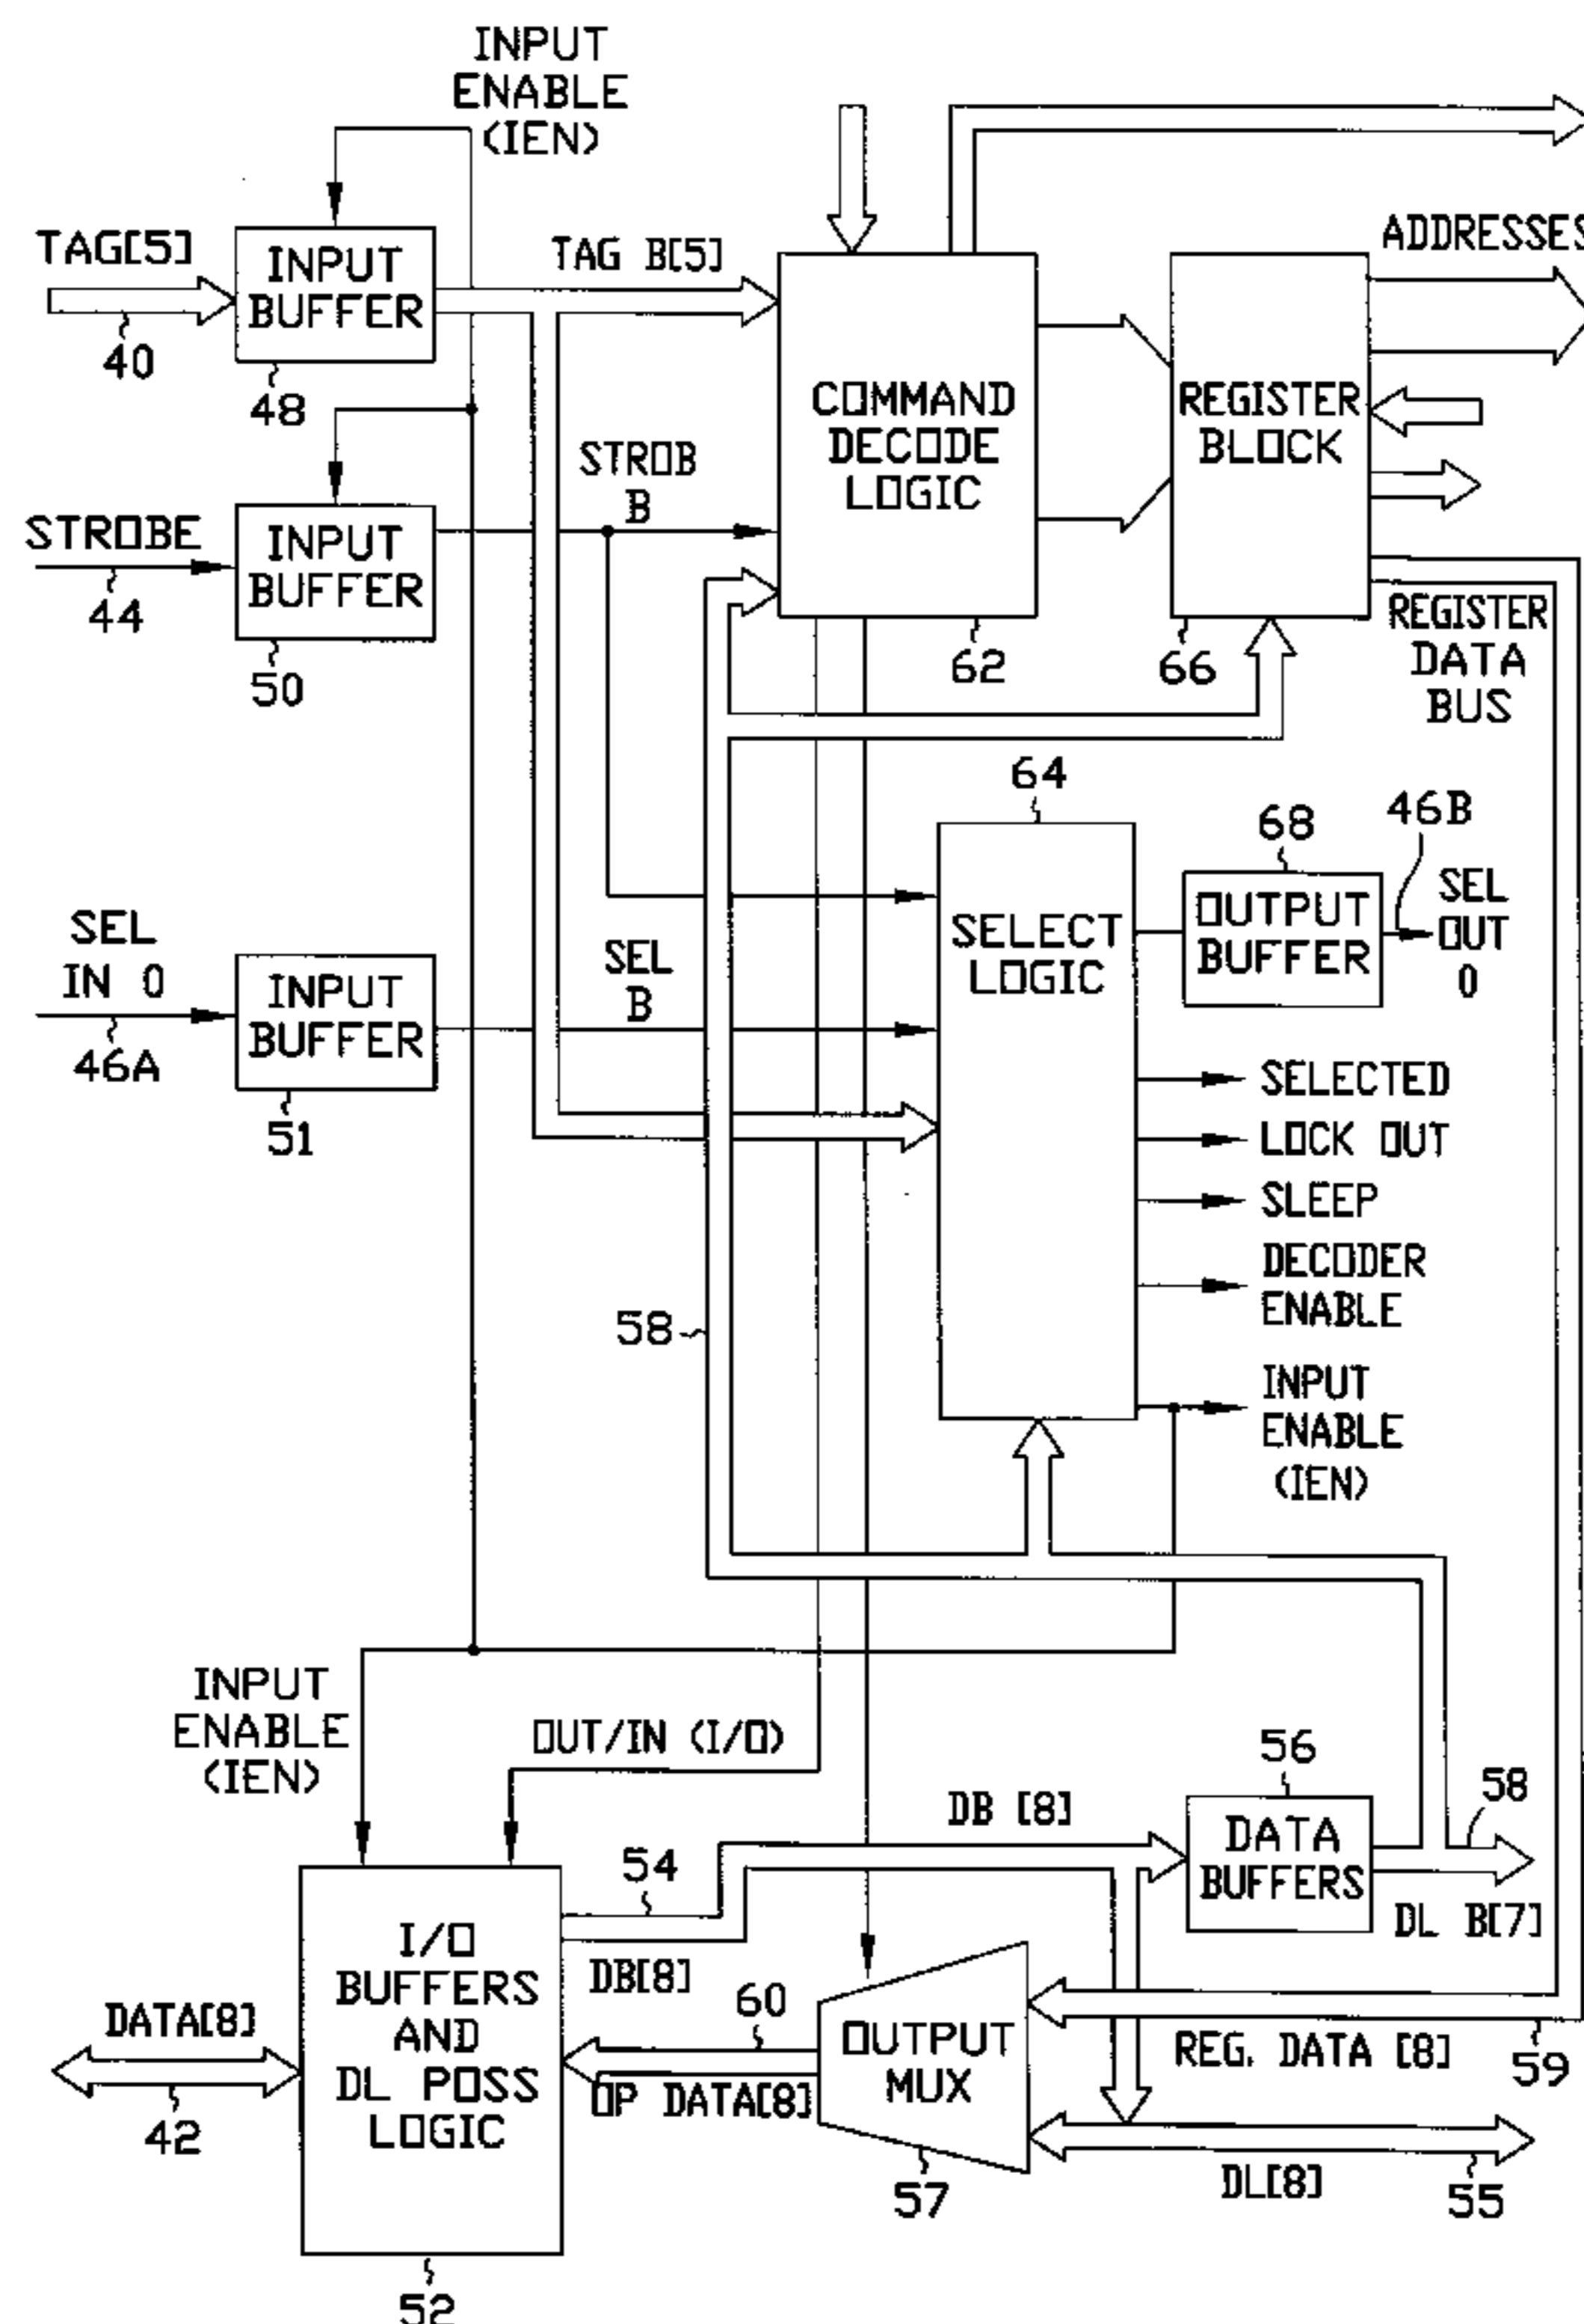 INPUT
ENABLE
(IEN)
TAG[5]
40
INPUT
BUFFER
48
TAG B[5]
COMMAND
DECODE
LOGIC
62
REGISTER
BLOCK
66
ADDRESSES
STROBE
44
INPUT
BUFFER
50
STROB
B
REGISTER
DATA
BUS
64
SELECT
LOGIC
68
OUTPUT
BUFFER
46B
SEL
OUT
0
SEL
IN 0
46A
INPUT
BUFFER
51
SEL
B
SELECTED
LOCK OUT
SLEEP
DECODER
ENABLE
INPUT
ENABLE
(IEN)
58
INPUT
ENABLE
(IEN)
OUT/IN (I/O)
56
DATA
BUFFERS
58
DL B[7]
DB [8]
54
DB[8]
I/O
BUFFERS
AND
DL POSS
LOGIC
52
DATA[8]
42
60
OP DATA[8]
OUTPUT
MUX
57
REG. DATA [8]
59
DL[8]
55